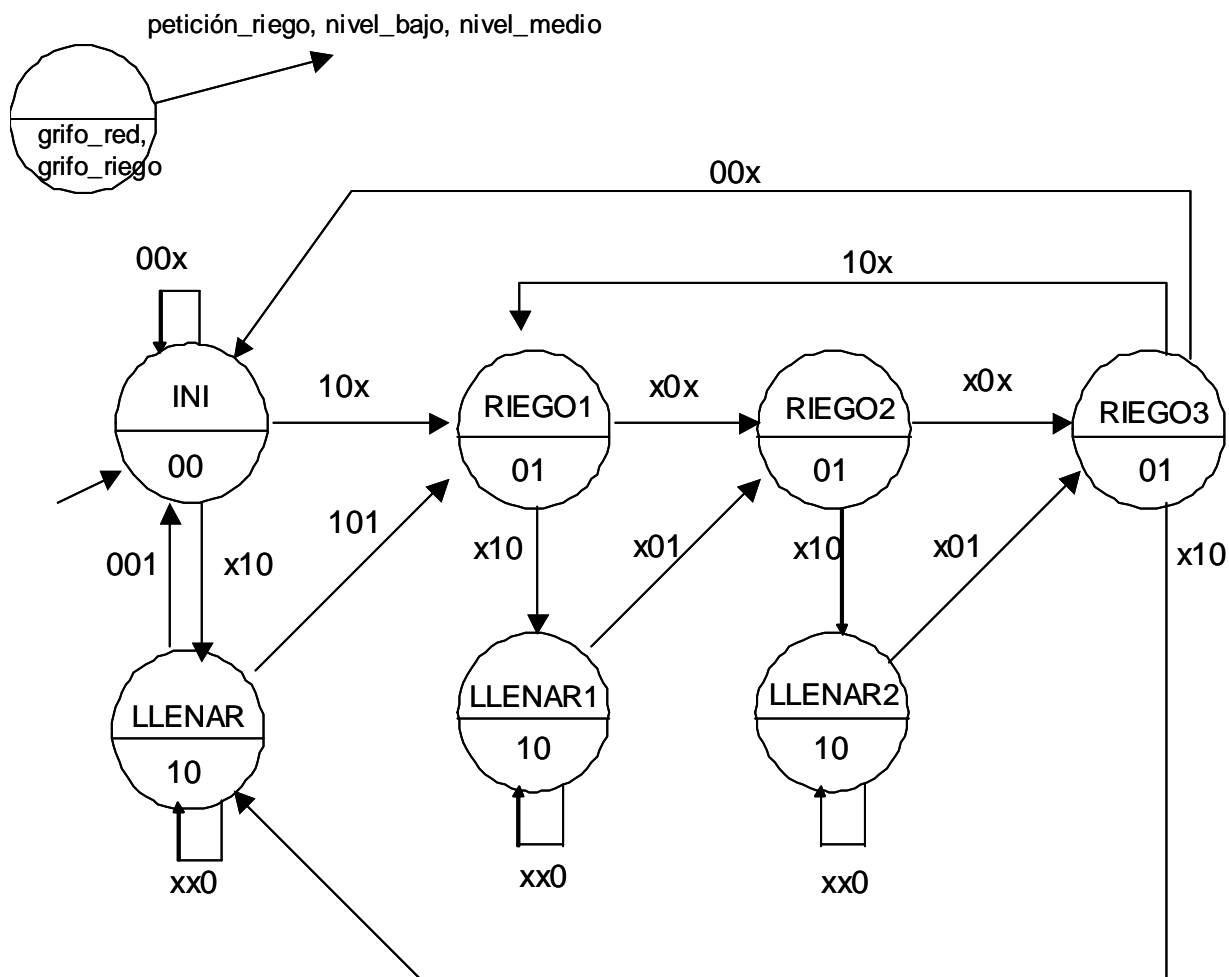 petición_riego, nivel_bajo, nivel_medio
grifo_red,
grifo_riego
00x
00x
10x
INI
00
10x
RIEGO1
01
x0x
RIEGO2
01
x0x
RIEGO3
01
001
x10
101
x10
x01
x10
x01
x10
LLENAR
10
LLENAR1
10
LLENAR2
10
xx0
xx0
xx0